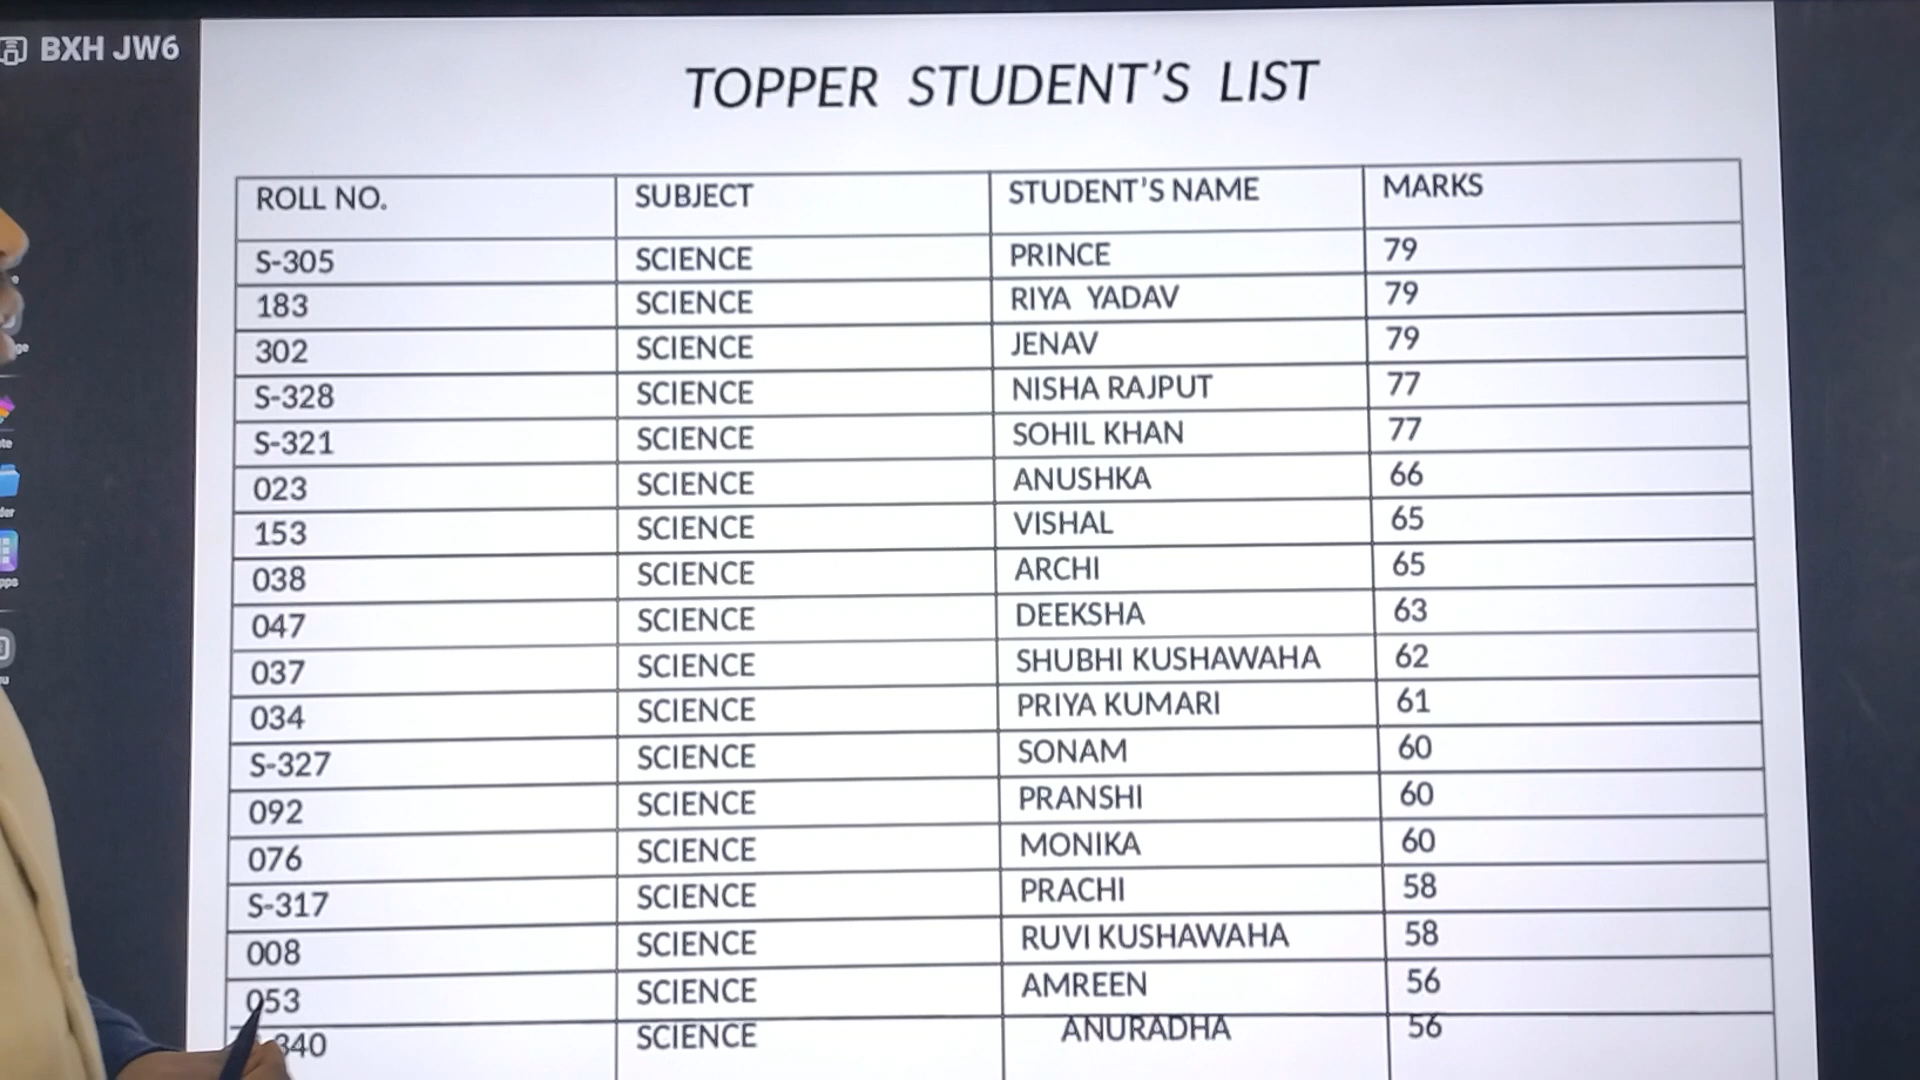 BXH JW6
TOPPER STUDENT'S LIST
ROLL NO. SUBJECT STUDENT'S NAME MARKS
S-305 SCIENCE PRINCE 79
183 SCIENCE RIYA YADAV 79
302 SCIENCE JENAV 79
S-328 SCIENCE NISHA RAJPUT 77
S-321 SCIENCE SOHIL KHAN 77
023 SCIENCE ANUSHKA 66
153 SCIENCE VISHAL 65
038 SCIENCE ARCHI 65
047 SCIENCE DEEKSHA 63
037 SCIENCE SHUBHI KUSHAWAHA 62
034 SCIENCE PRIYA KUMARI 61
S-327 SCIENCE SONAM 60
092 SCIENCE PRANSHI 60
076 SCIENCE MONIKA 60
S-317 SCIENCE PRACHI 58
008 SCIENCE RUVI KUSHAWAHA 58
053 SCIENCE AMREEN 56
340 SCIENCE ANURADHA 56